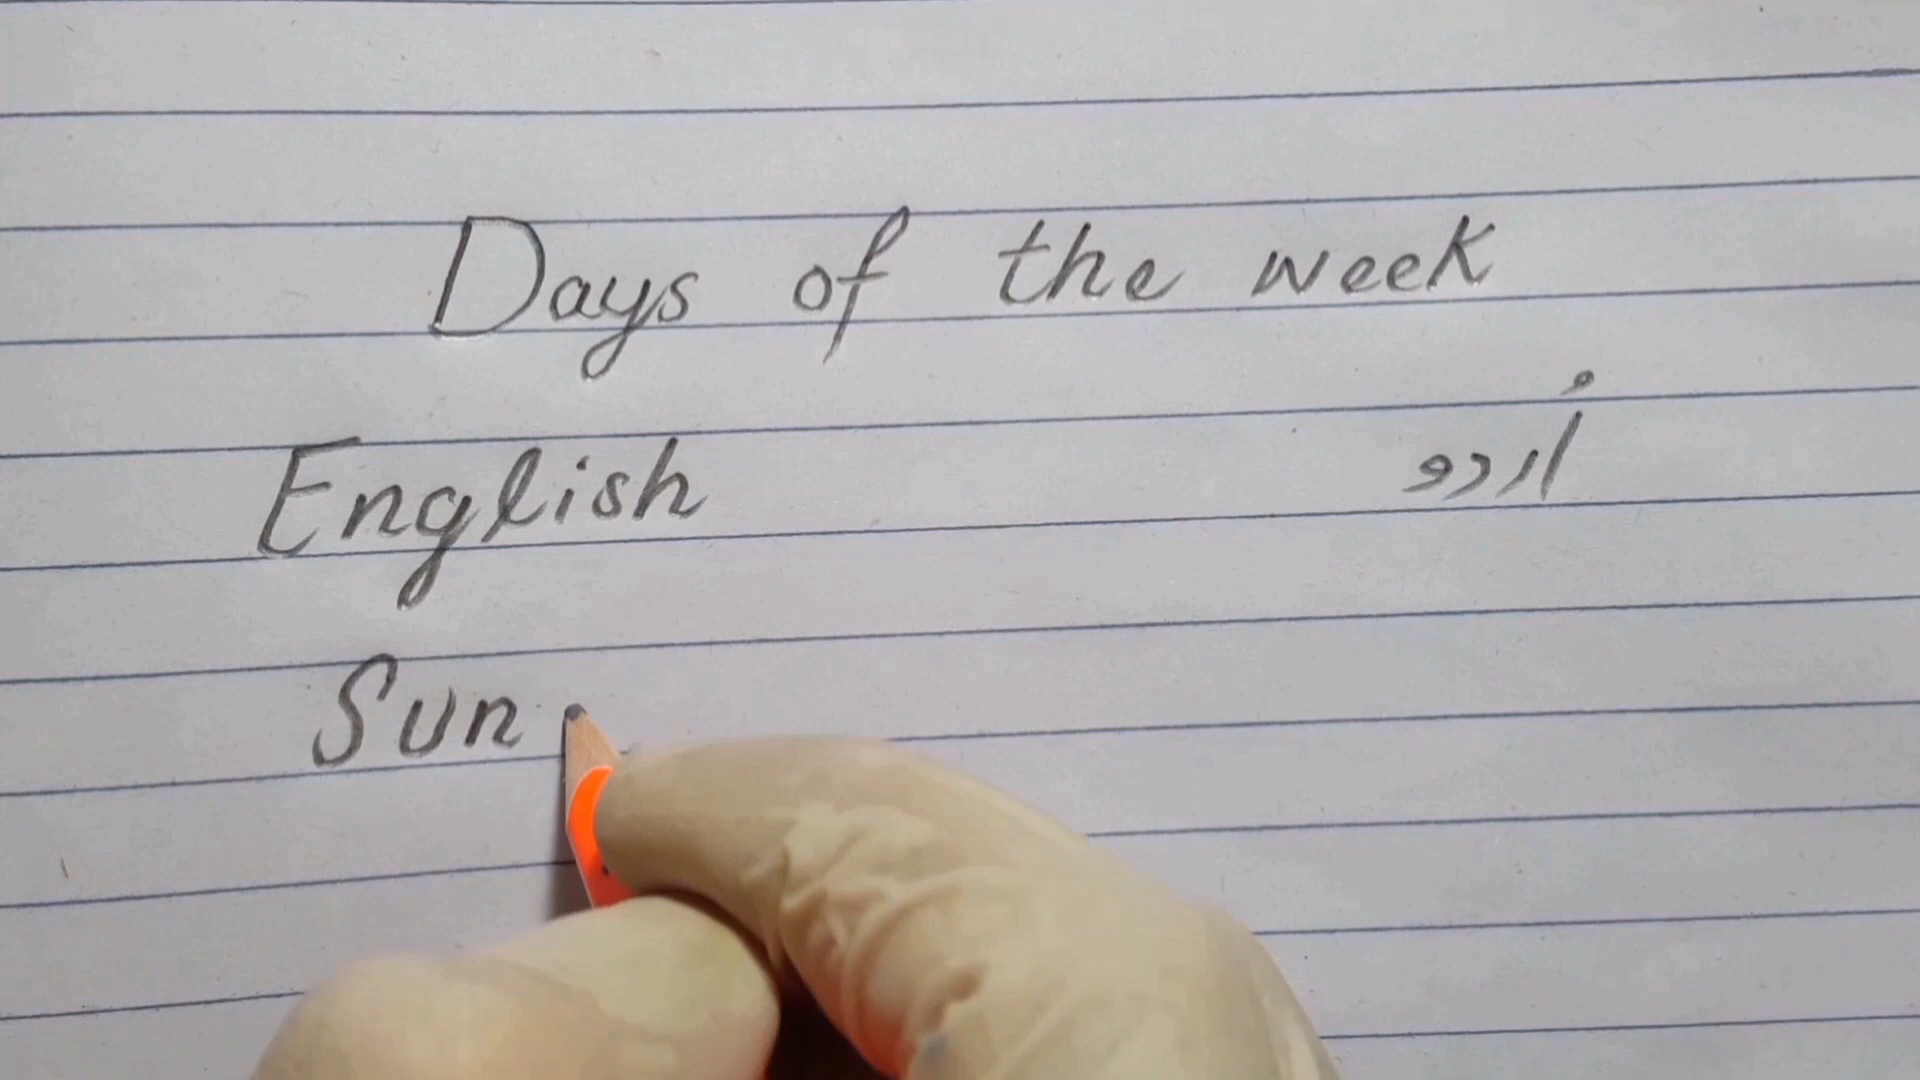 Days of the week
English اُردو
Sun